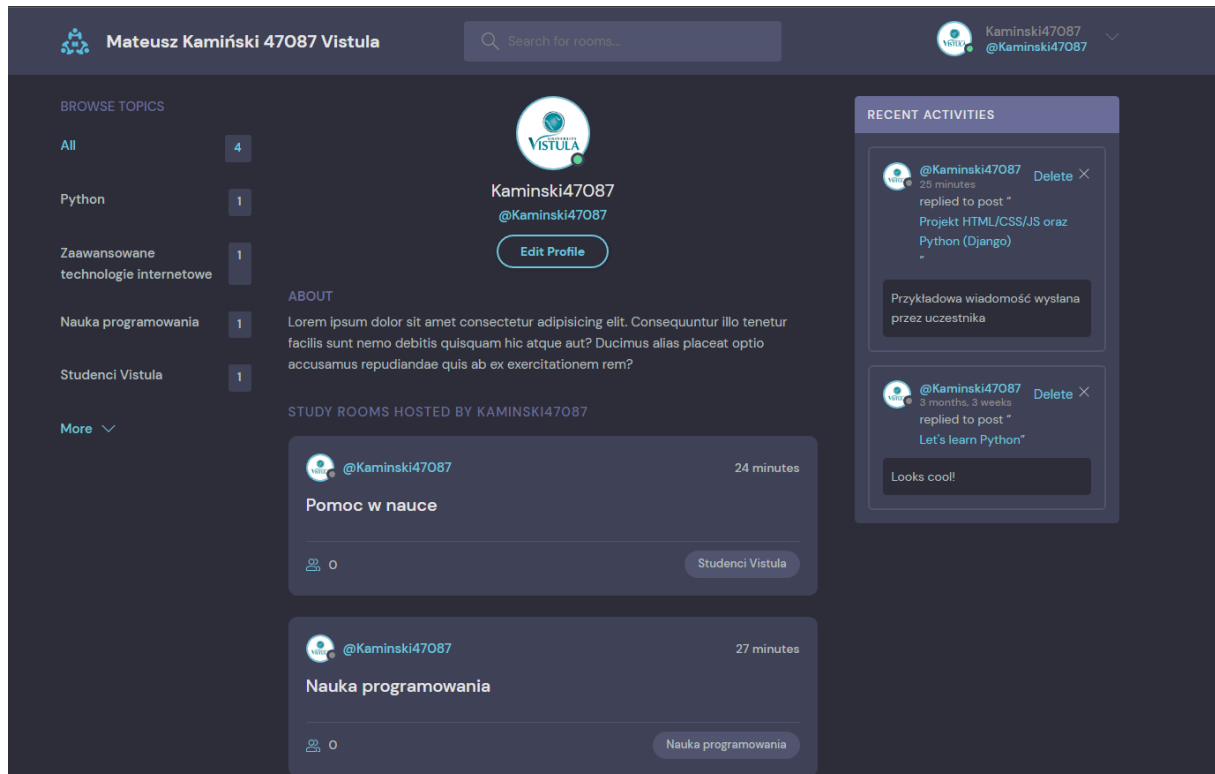 Mateusz Kamiński 47087 Vistula
Search for rooms...
Kaminski47087
@Kaminski47087
BROWSE TOPICS
All 4
Python 1
Zaawansowane 1
technologie internetowe
Nauka programowania 1
Studenci Vistula 1
More
UNIVERSITY
VISTULA
Kaminski47087
@Kaminski47087
Edit Profile
ABOUT
Lorem ipsum dolor sit amet consectetur adipisicing elit. Consequuntur illo tenetur
facilis sunt nemo debitis quisquam hic atque aut? Ducimus alias placeat optio
accusamus repudiandae quis ab ex exercitationem rem?
STUDY ROOMS HOSTED BY KAMINSKI47087
@Kaminski47087 24 minutes
Pomoc w nauce
0 Studenci Vistula
@Kaminski47087 27 minutes
Nauka programowania
0 Nauka programowania
RECENT ACTIVITIES
@Kaminski47087 Delete
25 minutes
replied to post “
Projekt HTML/CSS/JS oraz
Python (Django)
”
Przykładowa wiadomość wysłana
przez uczestnika
@Kaminski47087 Delete
3 months, 3 weeks
replied to post “
Let's learn Python”
Looks cool!